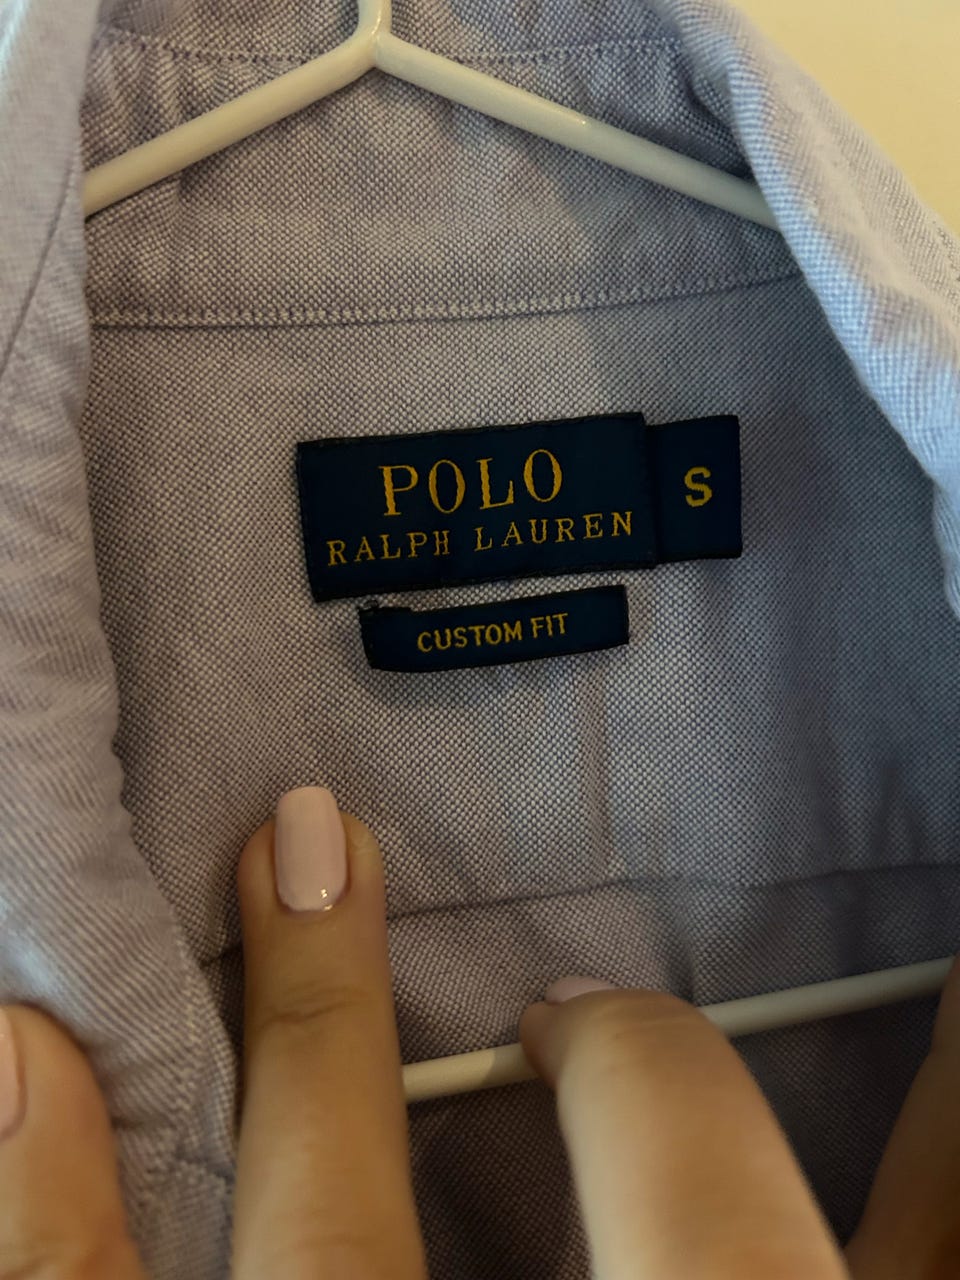 POLO
RALPH LAUREN
S
CUSTOM FIT